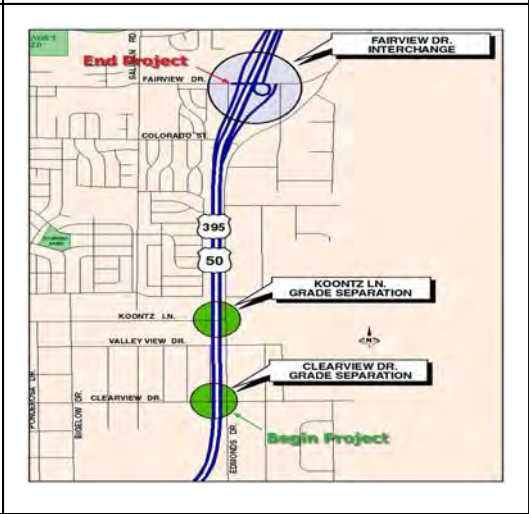 SALIMAN RD.
FAIRVIEW DR.
INTERCHANGE
End Project
FAIRVIEW DR.
COLORADO ST.
395
50
KOONTZ LN.
GRADE SEPARATION
KOONTZ LN.
N
VALLEY VIEW DR.
CLEARVIEW DR.
GRADE SEPARATION
PONDEROSA DR.
BIGELOW DR.
CLEARVIEW DR.
EDMONDS DR.
Begin Project